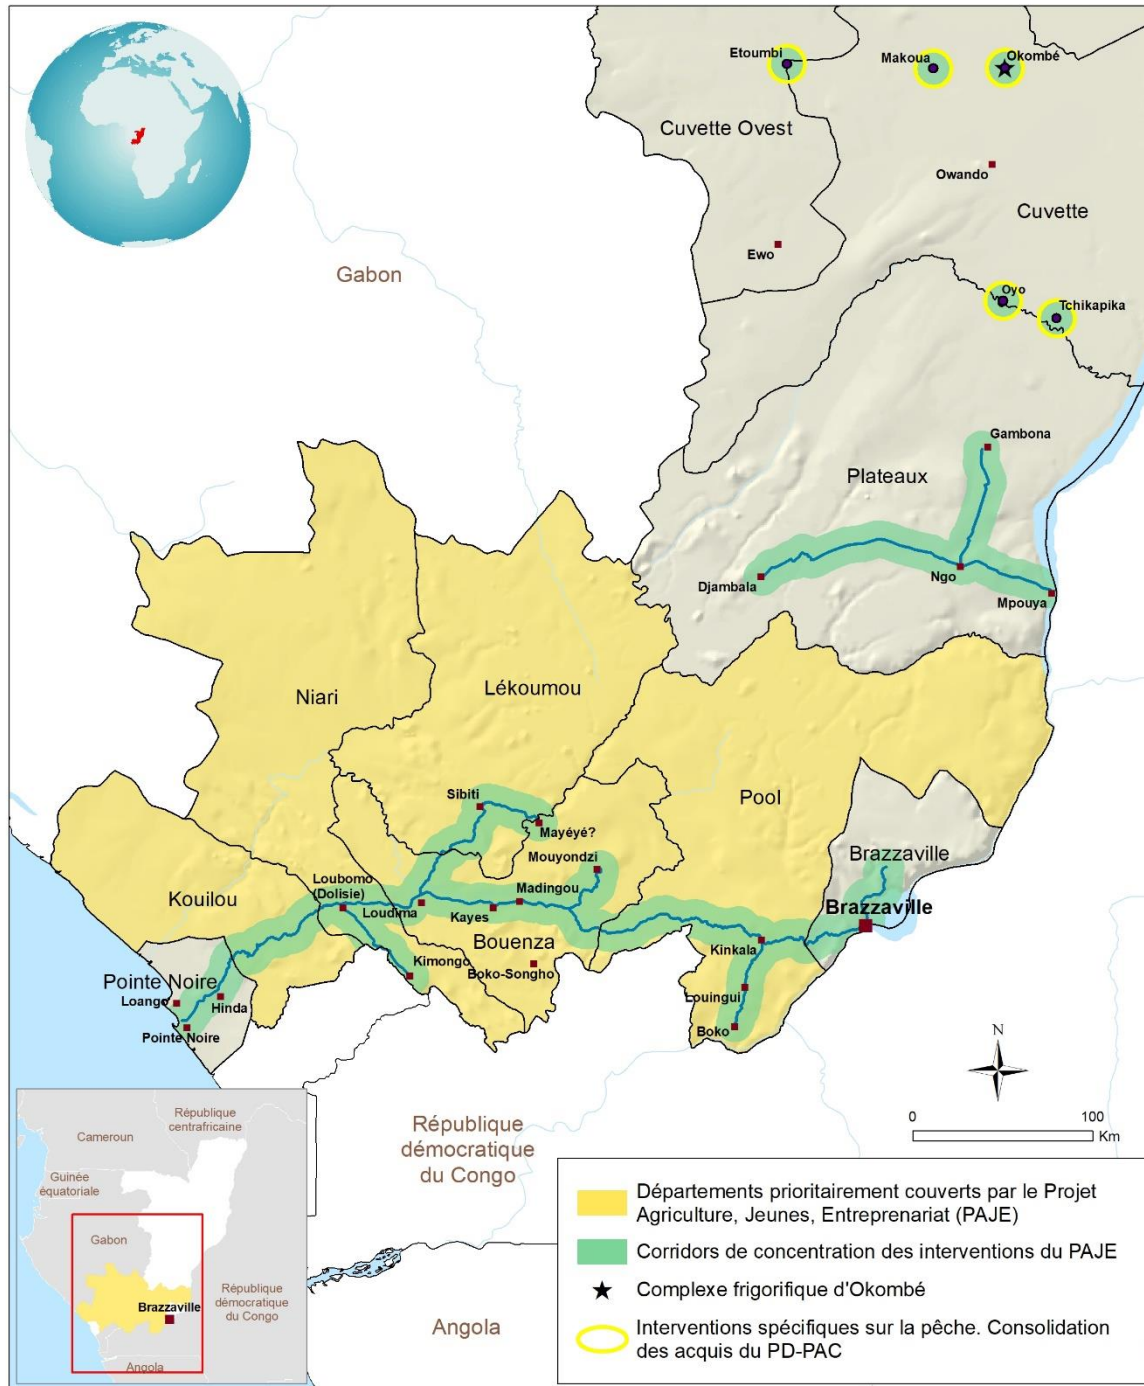 Etoumbi
Makoua
Okombé
Cuvette Ovest
Owando
Cuvette
Ewo
Gabon
Oyo
Tchikapika
Gambona
Plateaux
Djambala
Ngo
Mpouya
Niari
Lékoumou
Sibiti
Mayéyé?
Pool
Mouyondzi
Brazzaville
Loubomo
(Dolisie)
Madingou
Kouilou
Loudima
Kayes
Brazzaville
Bouenza
Kinkala
Kimongo
Boko-Songho
Pointe Noire
Loango
Hinda
Louingui
Pointe Noire
Boko
N
0 100
Km
République
démocratique
du Congo
Angola
République
centrafricaine
Cameroun
Guinée
équatoriale
Gabon
République
démocratique
du Congo
Brazzaville
Angola
Départements prioritairement couverts par le Projet
Agriculture, Jeunes, Entreprenariat (PAJE)
Corridors de concentration des interventions du PAJE
Complexe frigorifique d'Okombé
Interventions spécifiques sur la pêche. Consolidation
des acquis du PD-PAC